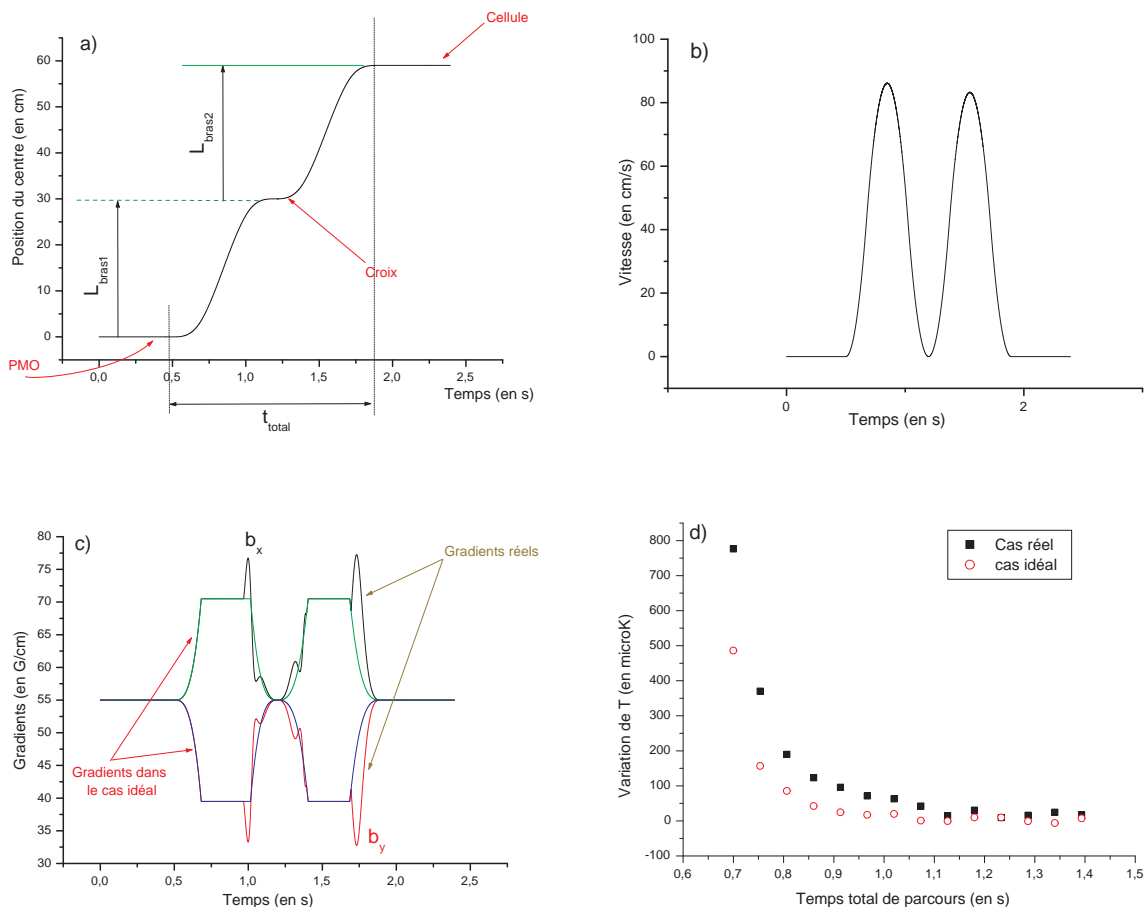 a)
Cellule
60
50
40
30
20
10
0
Position du centre (en cm)
L bras2
L bras1
Croix
PMO
0,0 0,5 1,0 1,5 2,0 2,5
Temps (en s)
t total
b)
100
80
60
40
20
0
Vitesse (en cm/s)
0 2
Temps (en s)
c)
80
75
70
65
60
55
50
45
40
35
30
Gradients (en G/cm)
b x
Gradients réels
Gradients dans
le cas idéal
b y
0,0 0,5 1,0 1,5 2,0 2,5
Temps (en s)
d)
Cas réel
cas idéal
800
700
600
500
400
300
200
100
0
-100
Variation de T (en microK)
0,6 0,7 0,8 0,9 1,0 1,1 1,2 1,3 1,4 1,5
Temps total de parcours (en s)